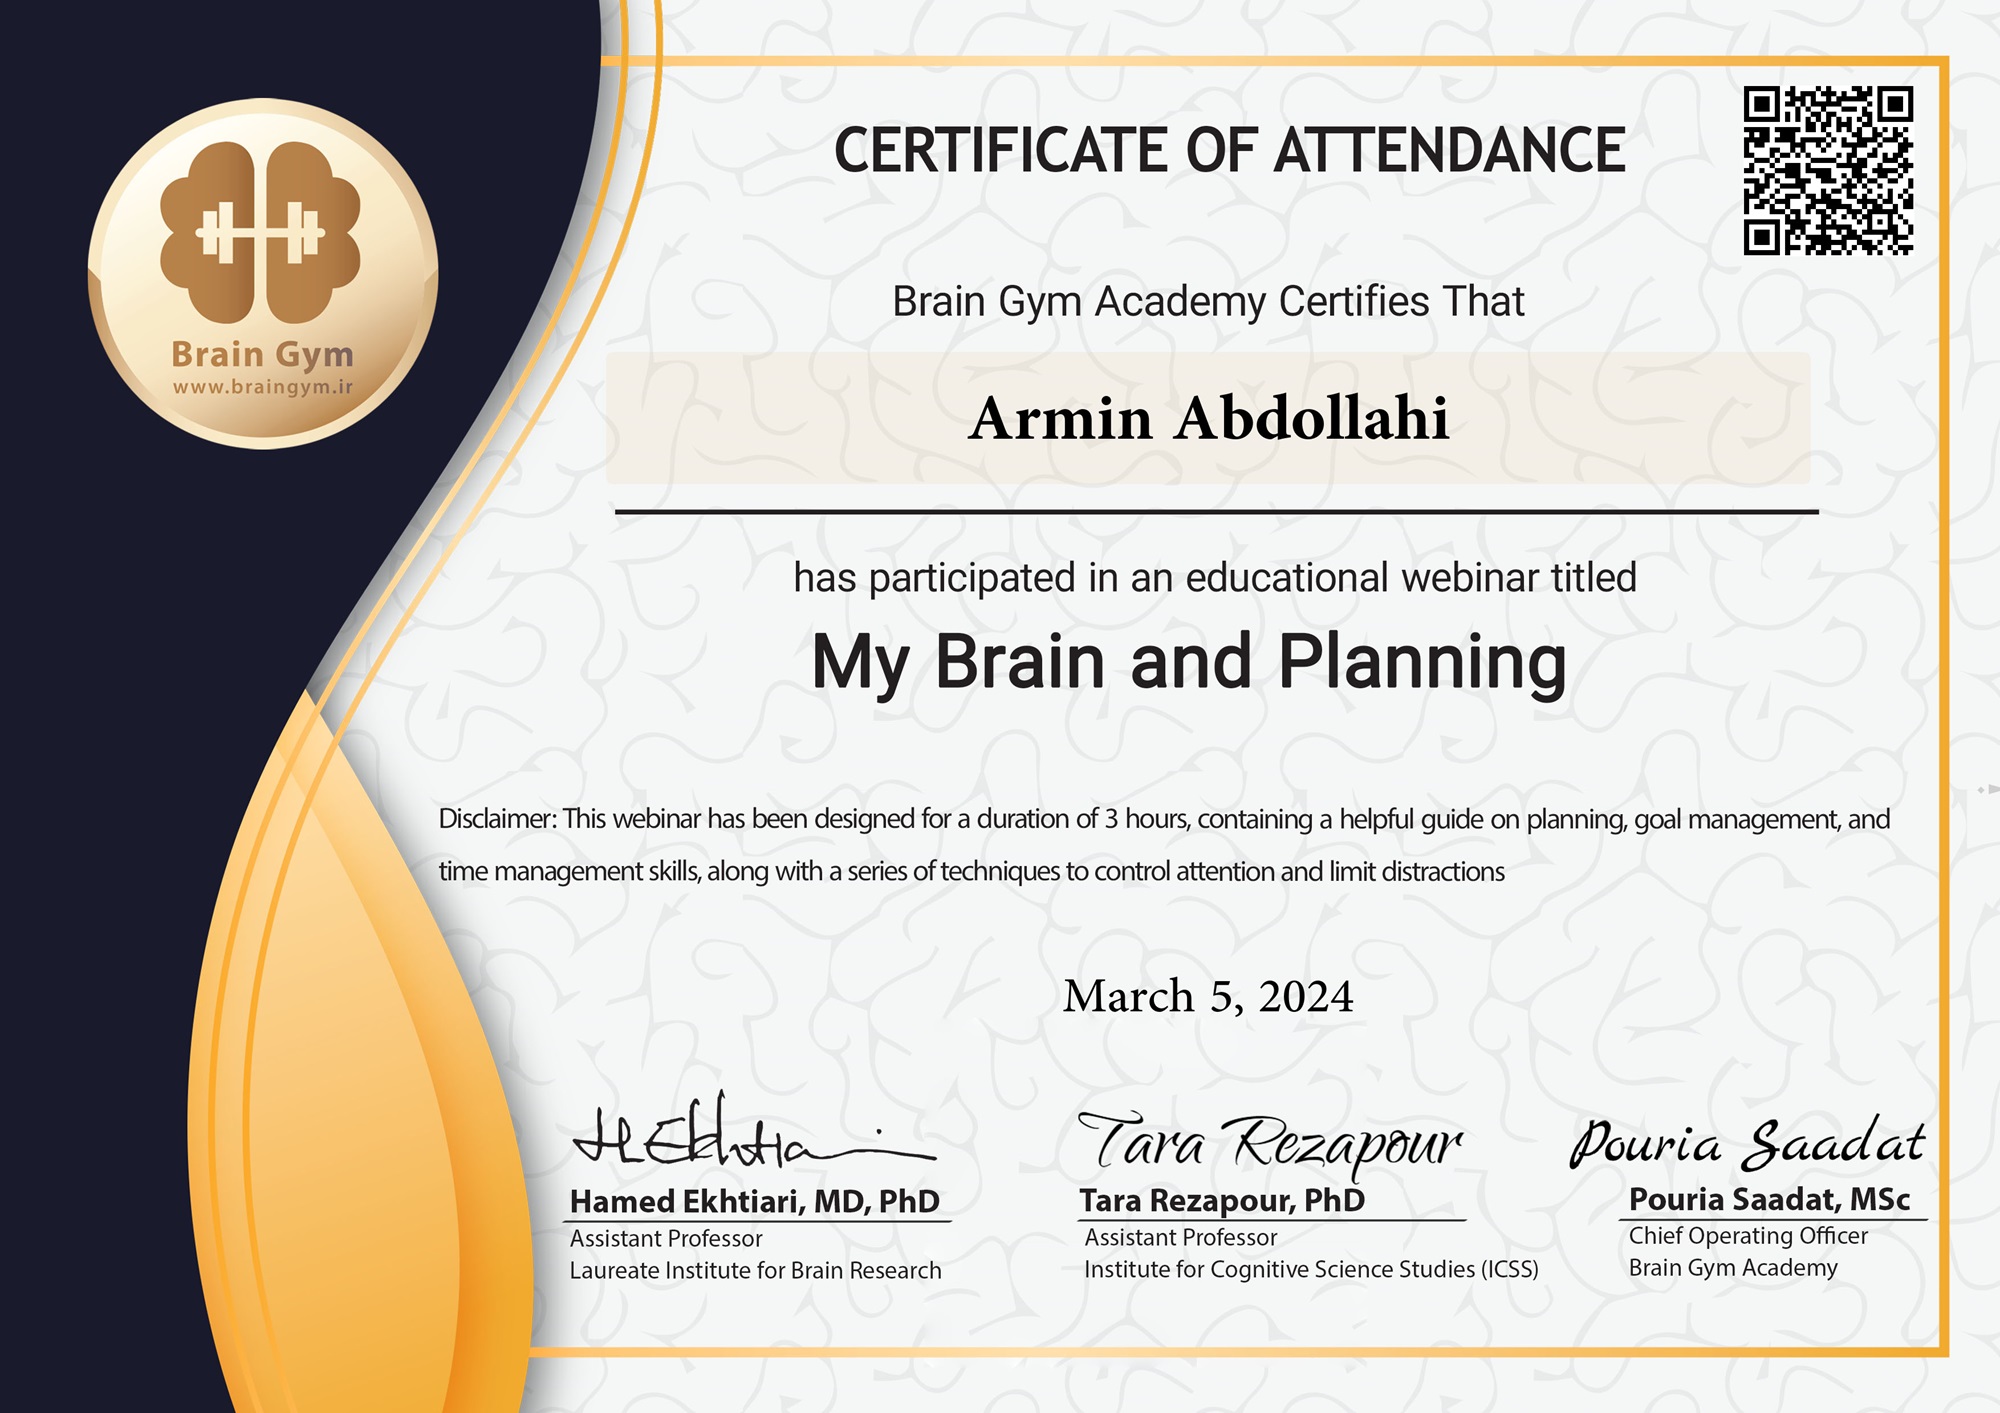 Brain Gym
www.braingym.ir
CERTIFICATE OF ATTENDANCE
Brain Gym Academy Certifies That
Armin Abdollahi
has participated in an educational webinar titled
My Brain and Planning
Disclaimer: This webinar has been designed for a duration of 3 hours, containing a helpful guide on planning, goal management, and
time management skills, along with a series of techniques to control attention and limit distractions
March 5, 2024
H Ekhtiari
Hamed Ekhtiari, MD, PhD
Assistant Professor
Laureate Institute for Brain Research
Tara Rezapour
Tara Rezapour, PhD
Assistant Professor
Institute for Cognitive Science Studies (ICSS)
Pouria Saadat
Pouria Saadat, MSc
Chief Operating Officer
Brain Gym Academy